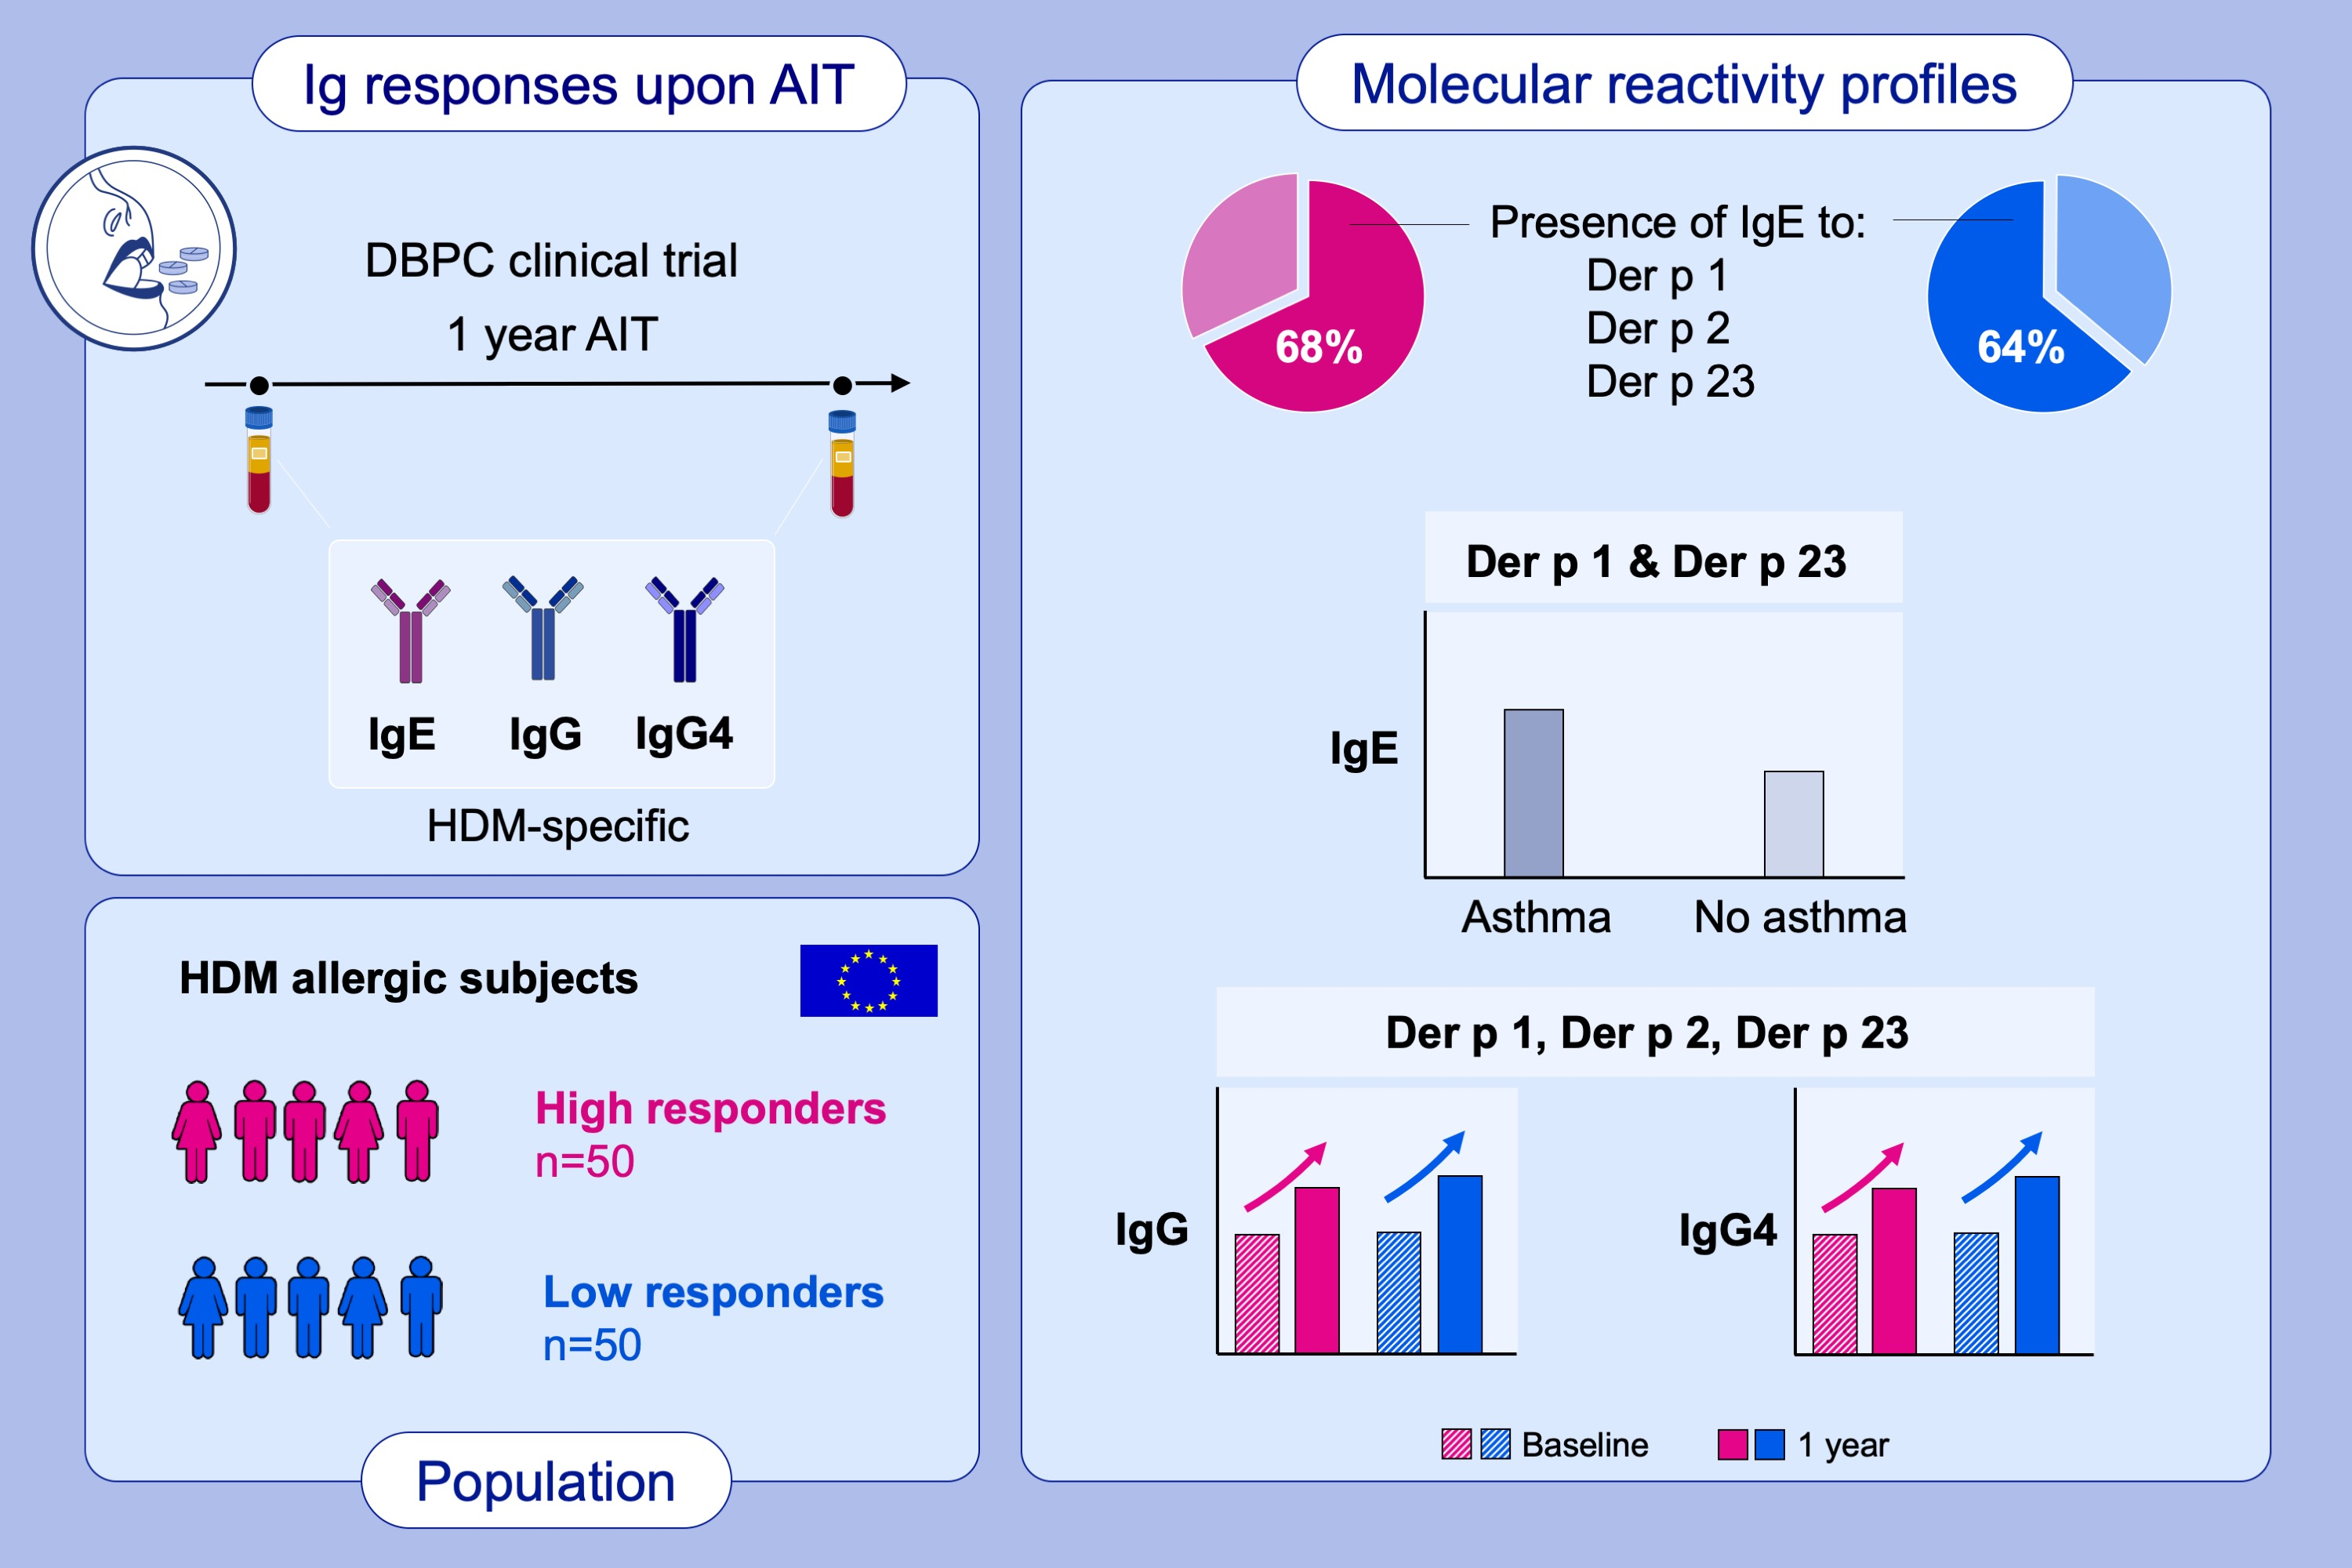 Ig responses upon AIT
DBPC clinical trial
1 year AIT
IgE
IgG
IgG4
HDM-specific
HDM allergic subjects
High responders
n=50
Low responders
n=50
Population
Molecular reactivity profiles
68%
Presence of IgE to:
Der p 1
Der p 2
Der p 23
64%
Der p 1 & Der p 23
IgE
Asthma
No asthma
Der p 1, Der p 2, Der p 23
IgG
IgG4
Baseline
1 year